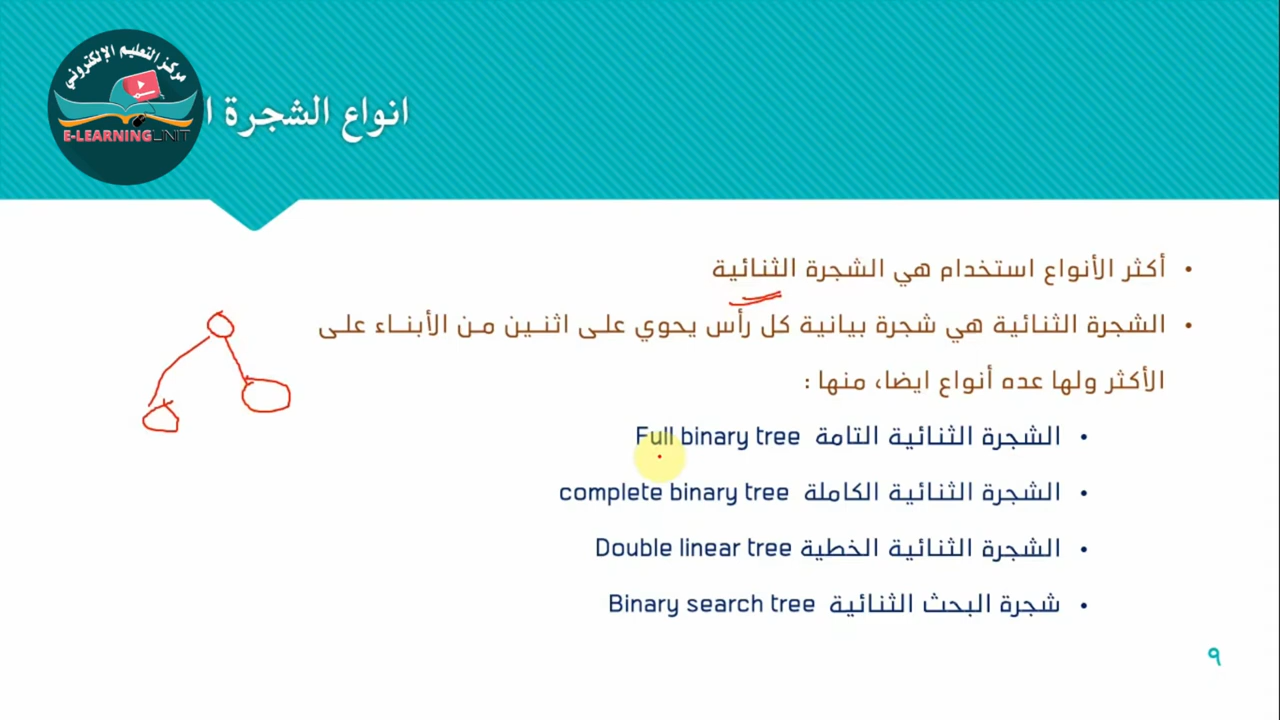 مركز التعليم الإلكتروني
E-LEARNING UNIT
انواع الشجرة
أكثر الأنواع استخدام هي الشجرة الثنائية
الشجرة الثنائية هي شجرة بيانية كل رأس يحوي على اثنين من الأبناء على
الأكثر ولها عده أنواع ايضا، منها :
الشجرة الثنائية التامة Full binary tree
الشجرة الثنائية الكاملة complete binary tree
الشجرة الثنائية الخطية Double linear tree
شجرة البحث الثنائية Binary search tree
٩